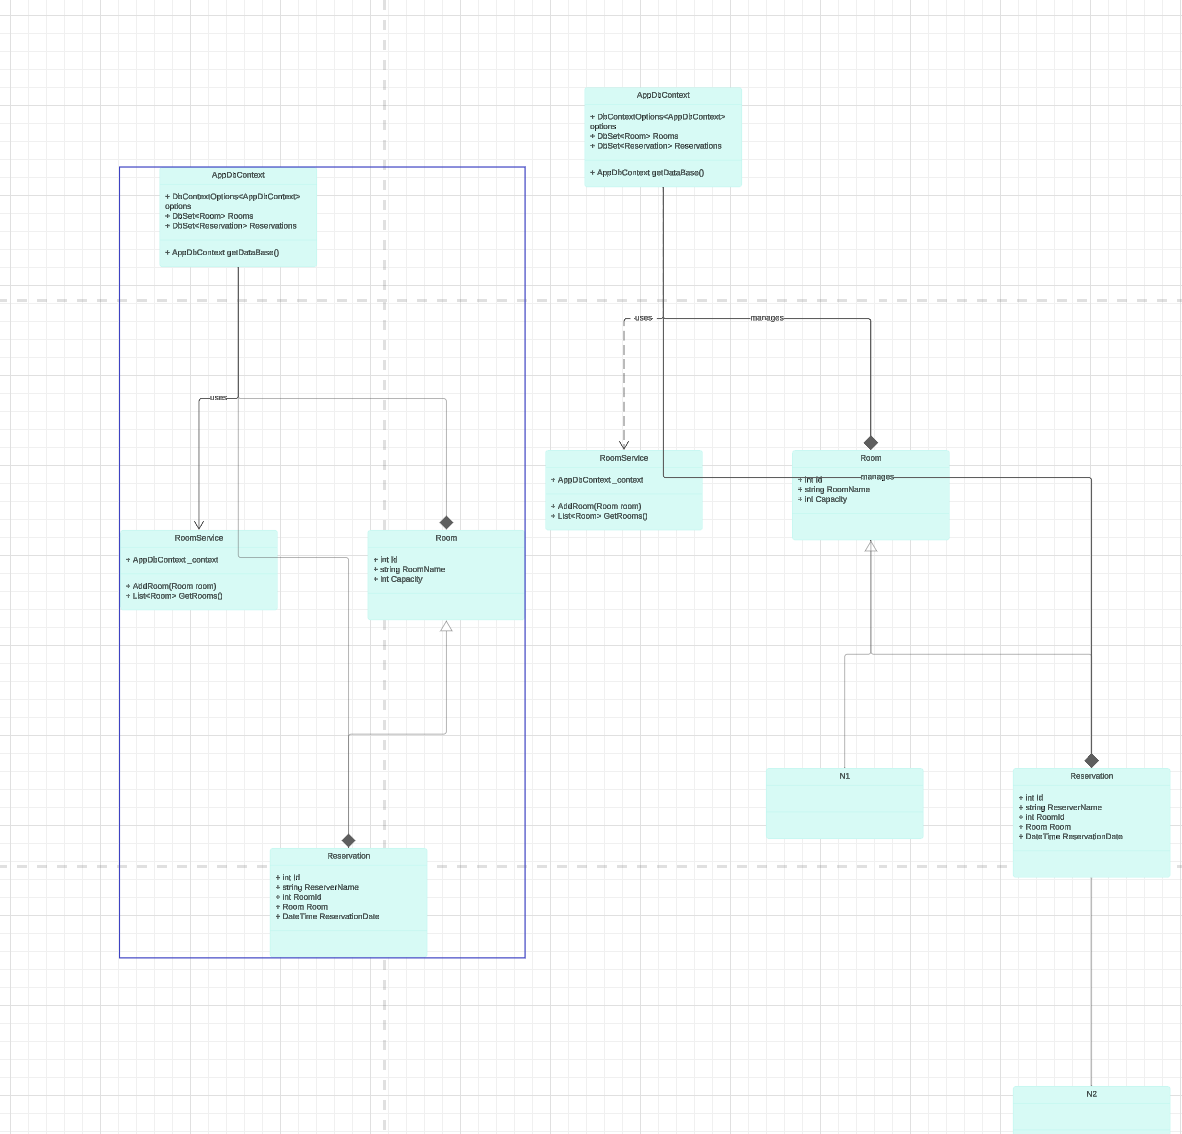 AppDbContext
+ DbContextOptions<AppDbContext>
options
+ DbSet<Room> Rooms
+ DbSet<Reservation> Reservations
+ AppDbContext getDataBase()
uses
RoomService
+ AppDbContext _context
+ AddRoom(Room room)
+ List<Room> GetRooms()
Room
+ int Id
+ string RoomName
+ int Capacity
Reservation
+ int Id
+ string ReserverName
+ int RoomId
+ Room Room
+ DateTime ReservationDate
AppDbContext
+ DbContextOptions<AppDbContext>
options
+ DbSet<Room> Rooms
+ DbSet<Reservation> Reservations
+ AppDbContext getDataBase()
uses
manages
RoomService
+ AppDbContext _context
+ AddRoom(Room room)
+ List<Room> GetRooms()
Room
+ int Id
manages
+ string RoomName
+ int Capacity
N1
Reservation
+ int Id
+ string ReserverName
+ int RoomId
+ Room Room
+ DateTime ReservationDate
N2